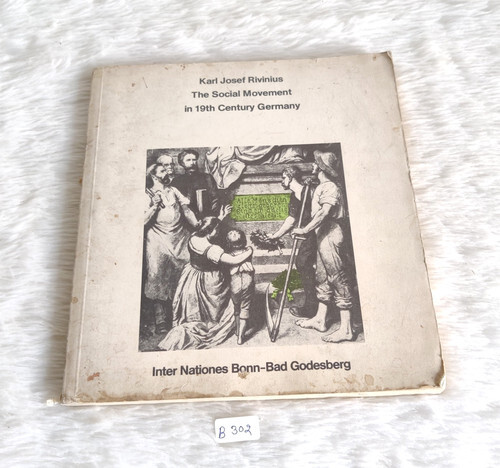 Karl Josef Rivinius
The Social Movement
in 19th Century Germany
Inter Nationes Bonn-Bad Godesberg
B 302